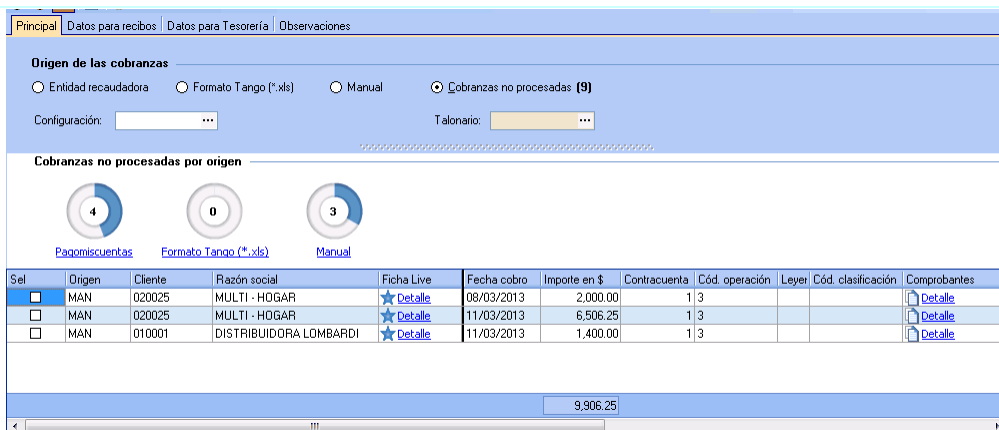 Principal Datos para recibos Datos para Tesorería Observaciones
Origen de las cobranzas
Entidad recaudadora Formato Tango (*.xls) Manual Cobranzas no procesadas (9)
Configuración: ... Talonario: ...
Cobranzas no procesadas por origen
4 0 3
Pagomiscuentas Formato Tango (*.xls) Manual
Sel Origen Cliente Razón social Ficha Live Fecha cobro Importe en $ Contracuenta Cód. operación Leyer Cód. clasificación Comprobantes
MAN 020025 MULTI - HOGAR Detalle 08/03/2013 2,000.00 1 3 Detalle
MAN 020025 MULTI - HOGAR Detalle 11/03/2013 6,506.25 1 3 Detalle
MAN 010001 DISTRIBUIDORA LOMBARDI Detalle 11/03/2013 1,400.00 1 3 Detalle
9,906.25